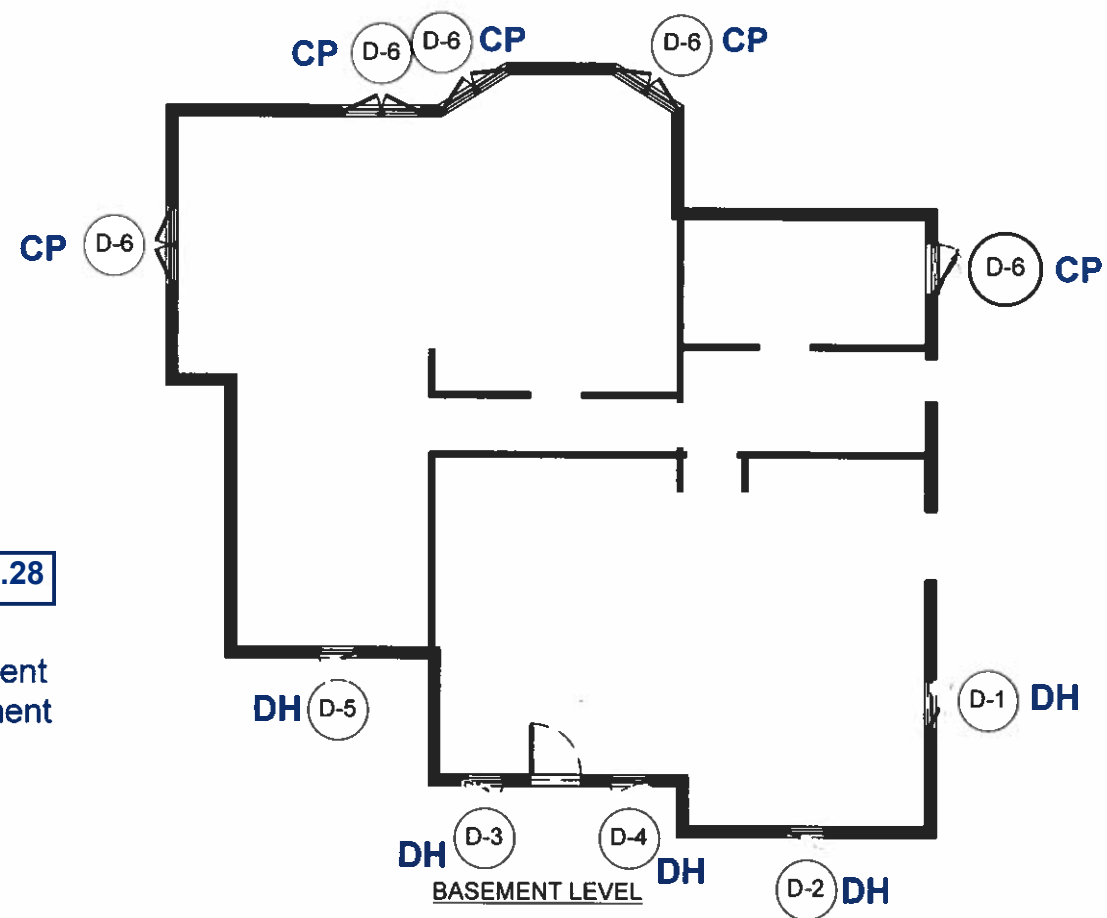 CP D-6 D-6 CP D-6 CP
CP D-6
D-6 CP
.28
ent
ent
DH D-5
D-1 DH
DH D-3
D-4 DH
D-2 DH
BASEMENT LEVEL